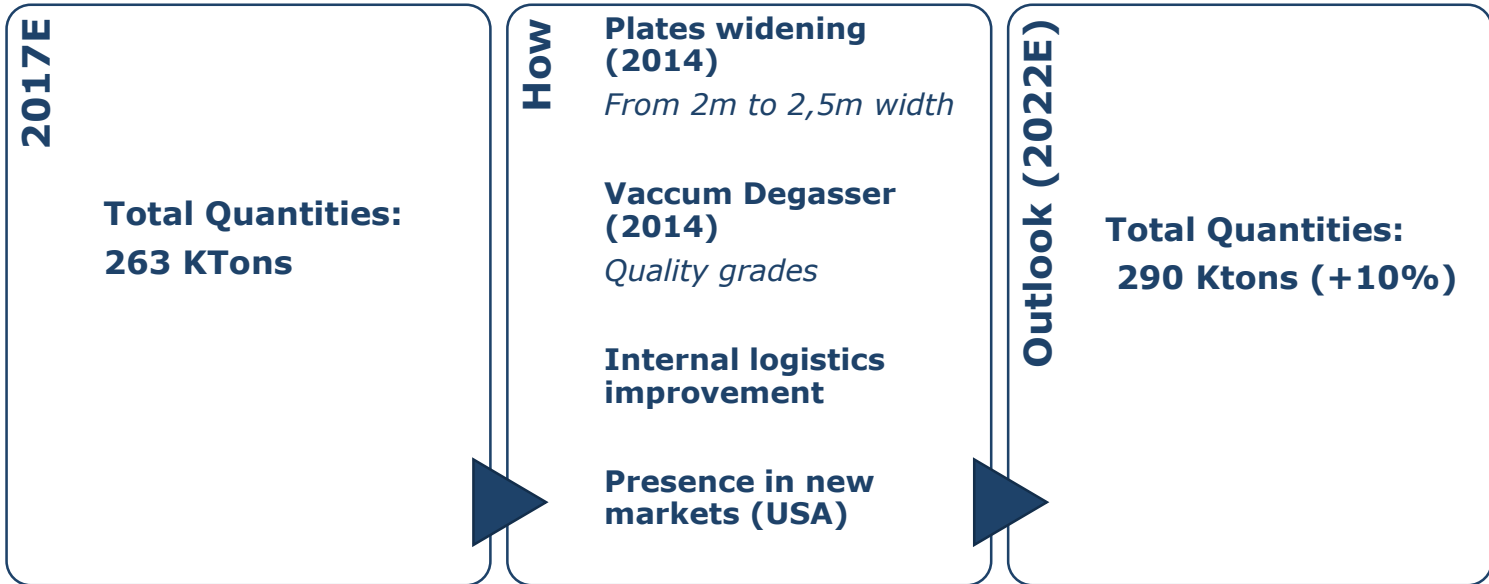 2017E
Total Quantities:
263 KTons
How
Plates widening
(2014)
From 2m to 2,5m width
Vaccum Degasser
(2014)
Quality grades
Internal logistics
improvement
Presence in new
markets (USA)
Outlook (2022E)
Total Quantities:
290 Ktons (+10%)